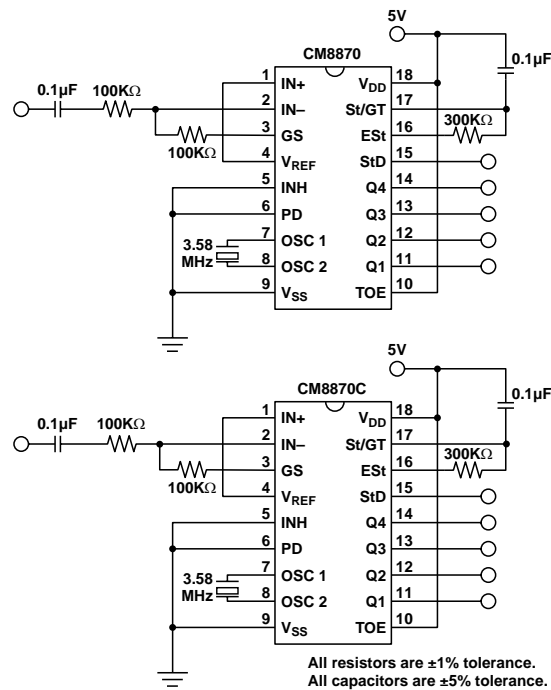 5V
CM8870
0.1µF 100KΩ
1 IN+ VDD 18
0.1µF
2 IN– St/GT 17
300KΩ
3 GS ESt 16
100KΩ
4 VREF StD 15
5 INH Q4 14
6 PD Q3 13
3.58 MHz
7 OSC 1 Q2 12
8 OSC 2 Q1 11
9 VSS TOE 10
5V
CM8870C
0.1µF 100KΩ
1 IN+ VDD 18
0.1µF
2 IN– St/GT 17
300KΩ
3 GS ESt 16
100KΩ
4 VREF StD 15
5 INH Q4 14
6 PD Q3 13
3.58 MHz
7 OSC 1 Q2 12
8 OSC 2 Q1 11
9 VSS TOE 10
All resistors are ±1% tolerance.
All capacitors are ±5% tolerance.